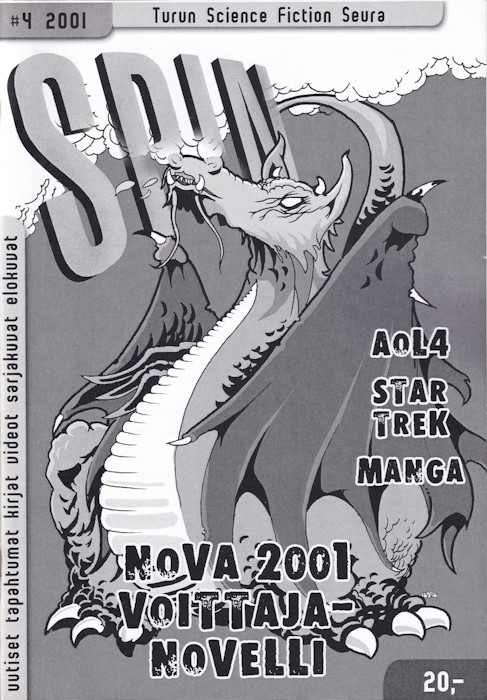 #4 2001
Turun Science Fiction Seura
SPIN
uutiset tapahtumat kirjat videot sarjakuvat elokuvat
AOL4
STAR
TREK
MANGA
NOVA 2001
VOITTAJA-
NOVELLI
20,-